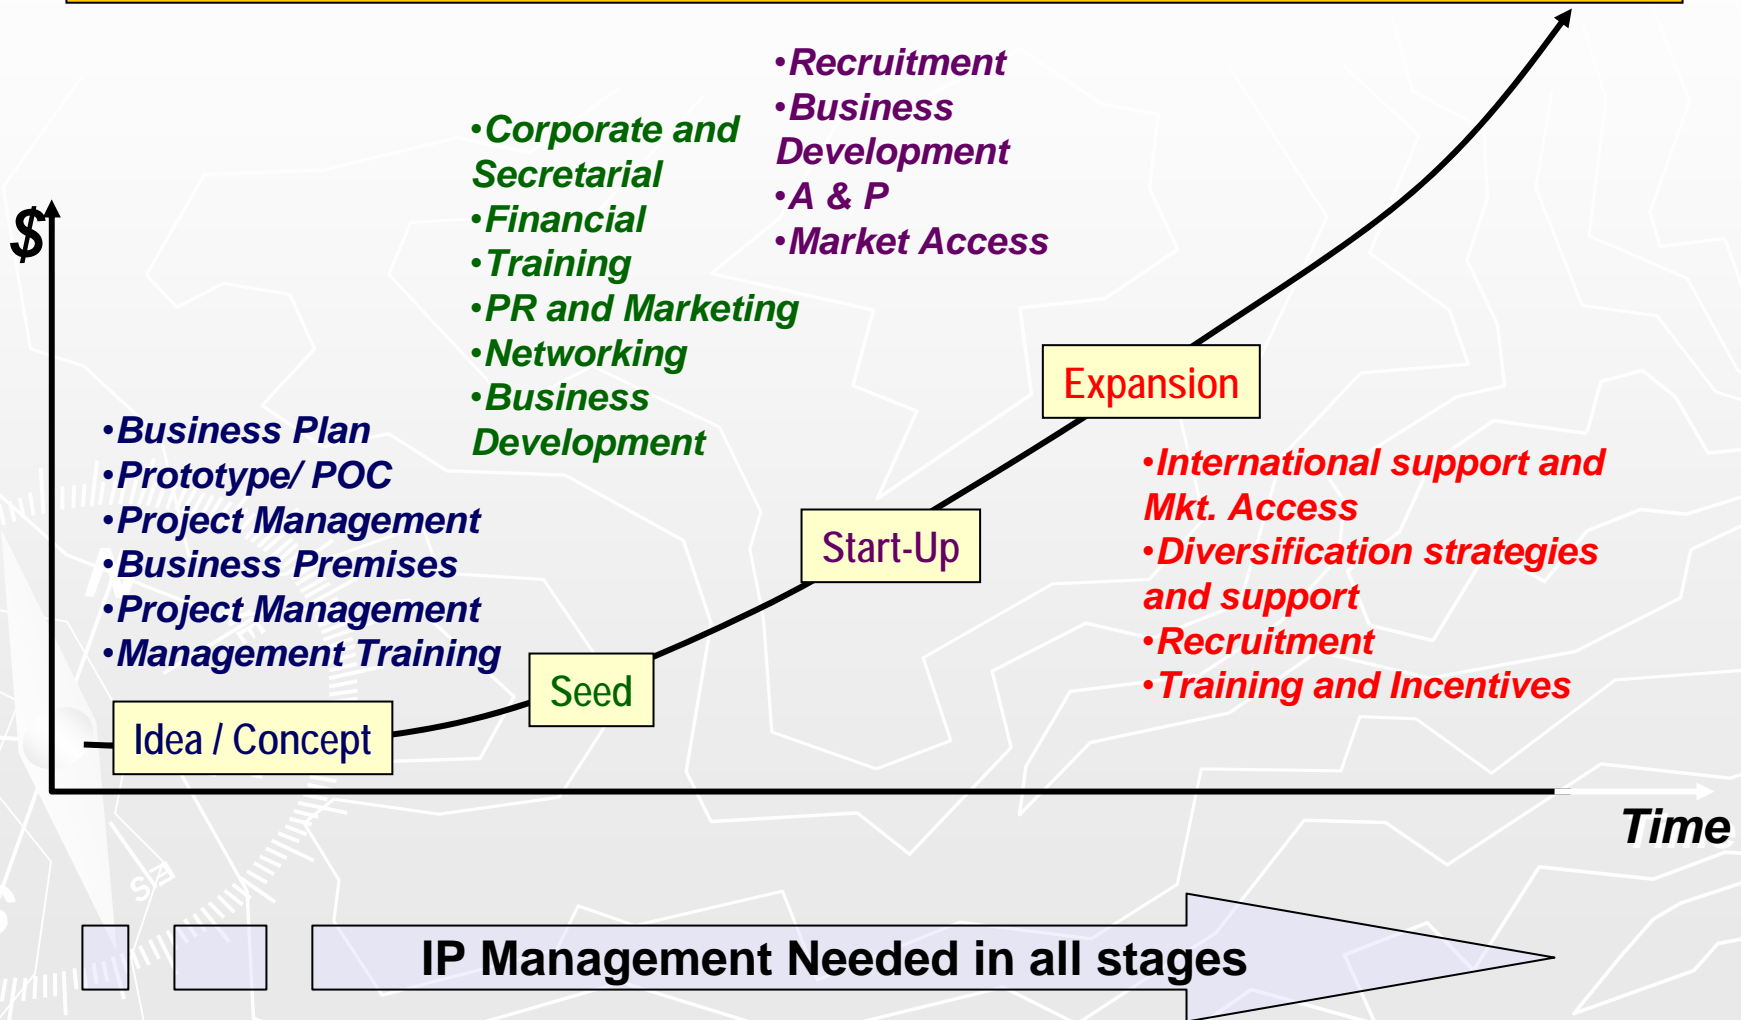 •Recruitment
•Business
Development
•A & P
•Market Access
•Corporate and
Secretarial
•Financial
•Training
•PR and Marketing
•Networking
•Business
Development
$
•Business Plan
•Prototype/ POC
•Project Management
•Business Premises
•Project Management
•Management Training
Expansion
•International support and
Mkt. Access
•Diversification strategies
and support
•Recruitment
•Training and Incentives
Start-Up
Seed
Idea / Concept
Time
IP Management Needed in all stages